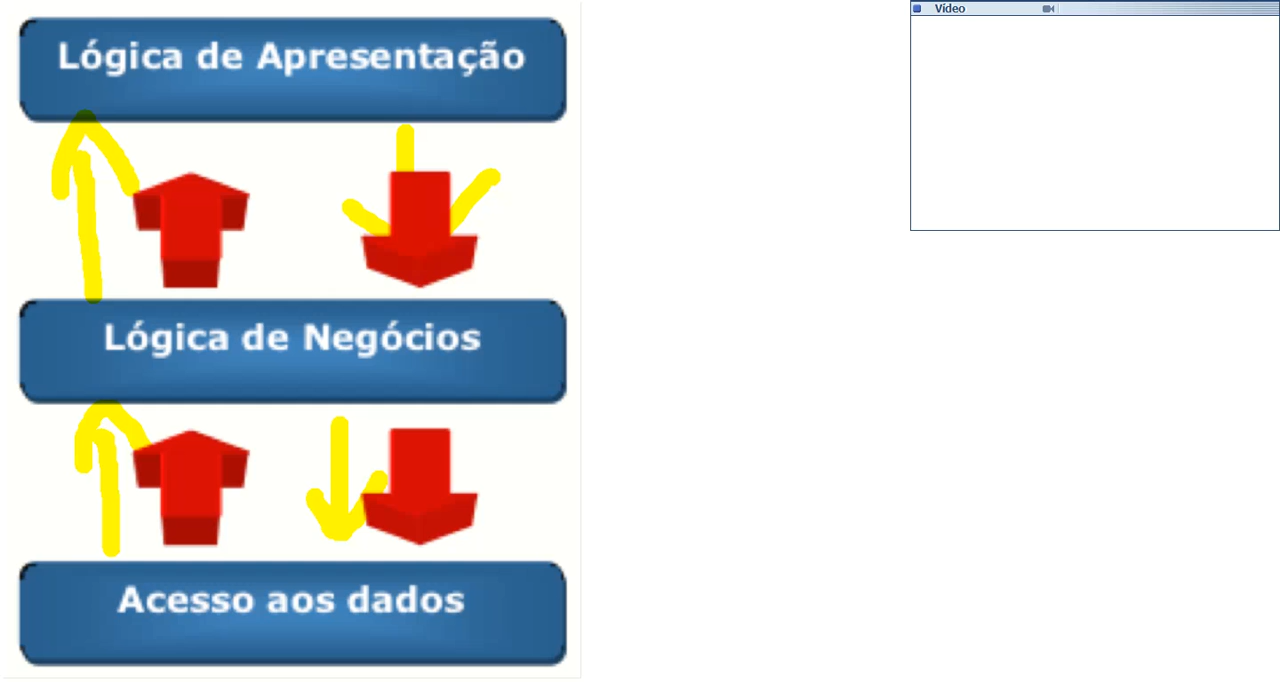 Lógica de Apresentação
Lógica de Negócios
Acesso aos dados
Vídeo